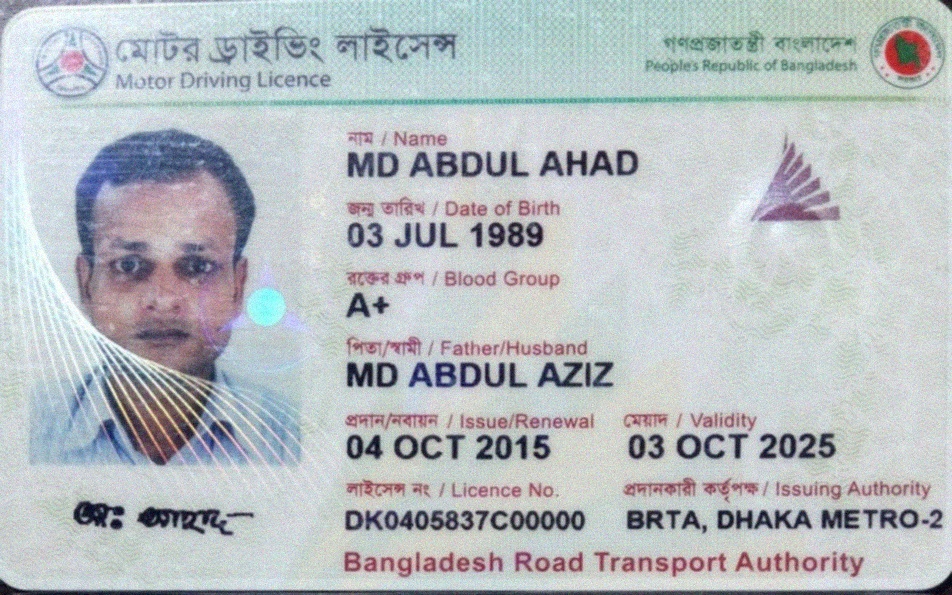 মোটর ড্রাইভিং লাইসেন্স
Motor Driving Licence
গণপ্রজাতন্ত্রী বাংলাদেশ
People's Republic of Bangladesh
নাম / Name
MD ABDUL AHAD
জন্ম তারিখ / Date of Birth
03 JUL 1989
রক্তের গ্রুপ / Blood Group
A+
পিতা/স্বামী / Father/Husband
MD ABDUL AZIZ
প্রদান/নবায়ন / Issue/Renewal
04 OCT 2015
মেয়াদ / Validity
03 OCT 2025
লাইসেন্স নং / Licence No.
DK0405837C00000
প্রদানকারী কর্তৃপক্ষ / Issuing Authority
BRTA, DHAKA METRO-2
Bangladesh Road Transport Authority
মোঃ আহাদ